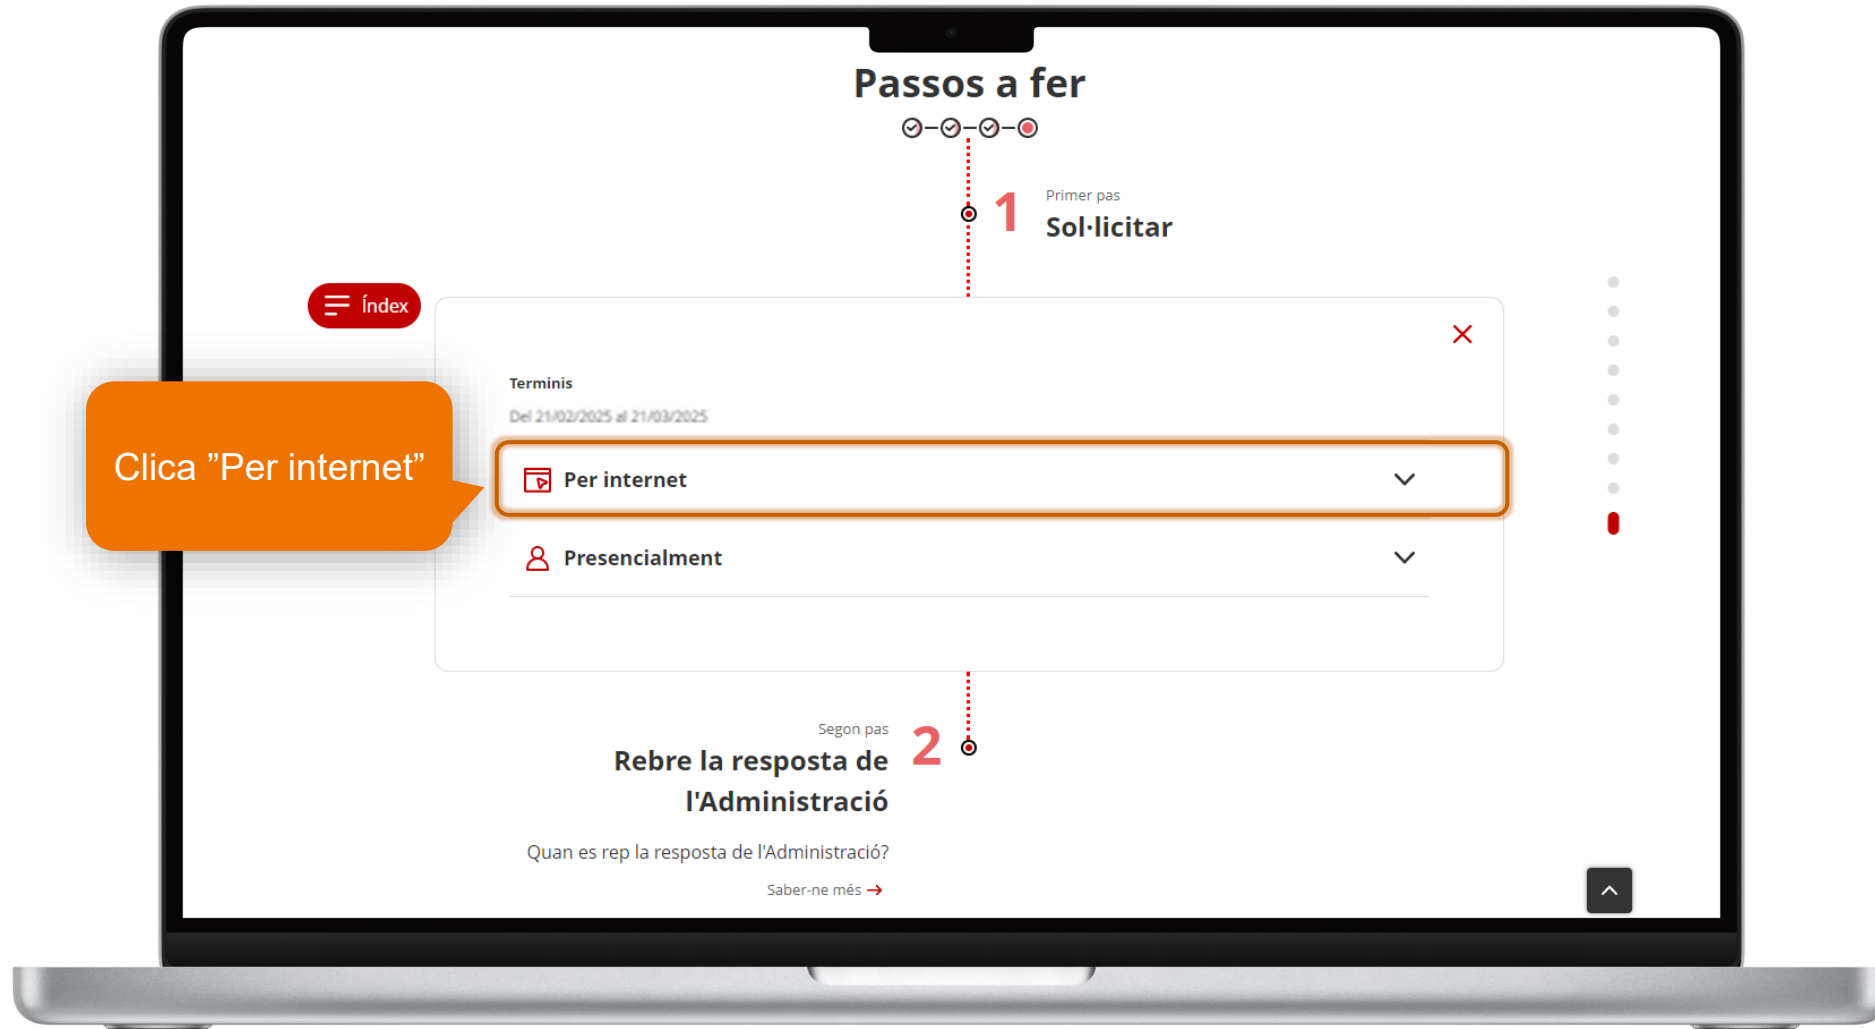 Passos a fer
1
Primer pas
Sol·licitar
Índex
Terminis
Del 21/02/2025 al 21/03/2025
Clica ”Per internet”
Per internet
Presencialment
Segon pas
2
Rebre la resposta de
l'Administració
Quan es rep la resposta de l'Administració?
Saber-ne més